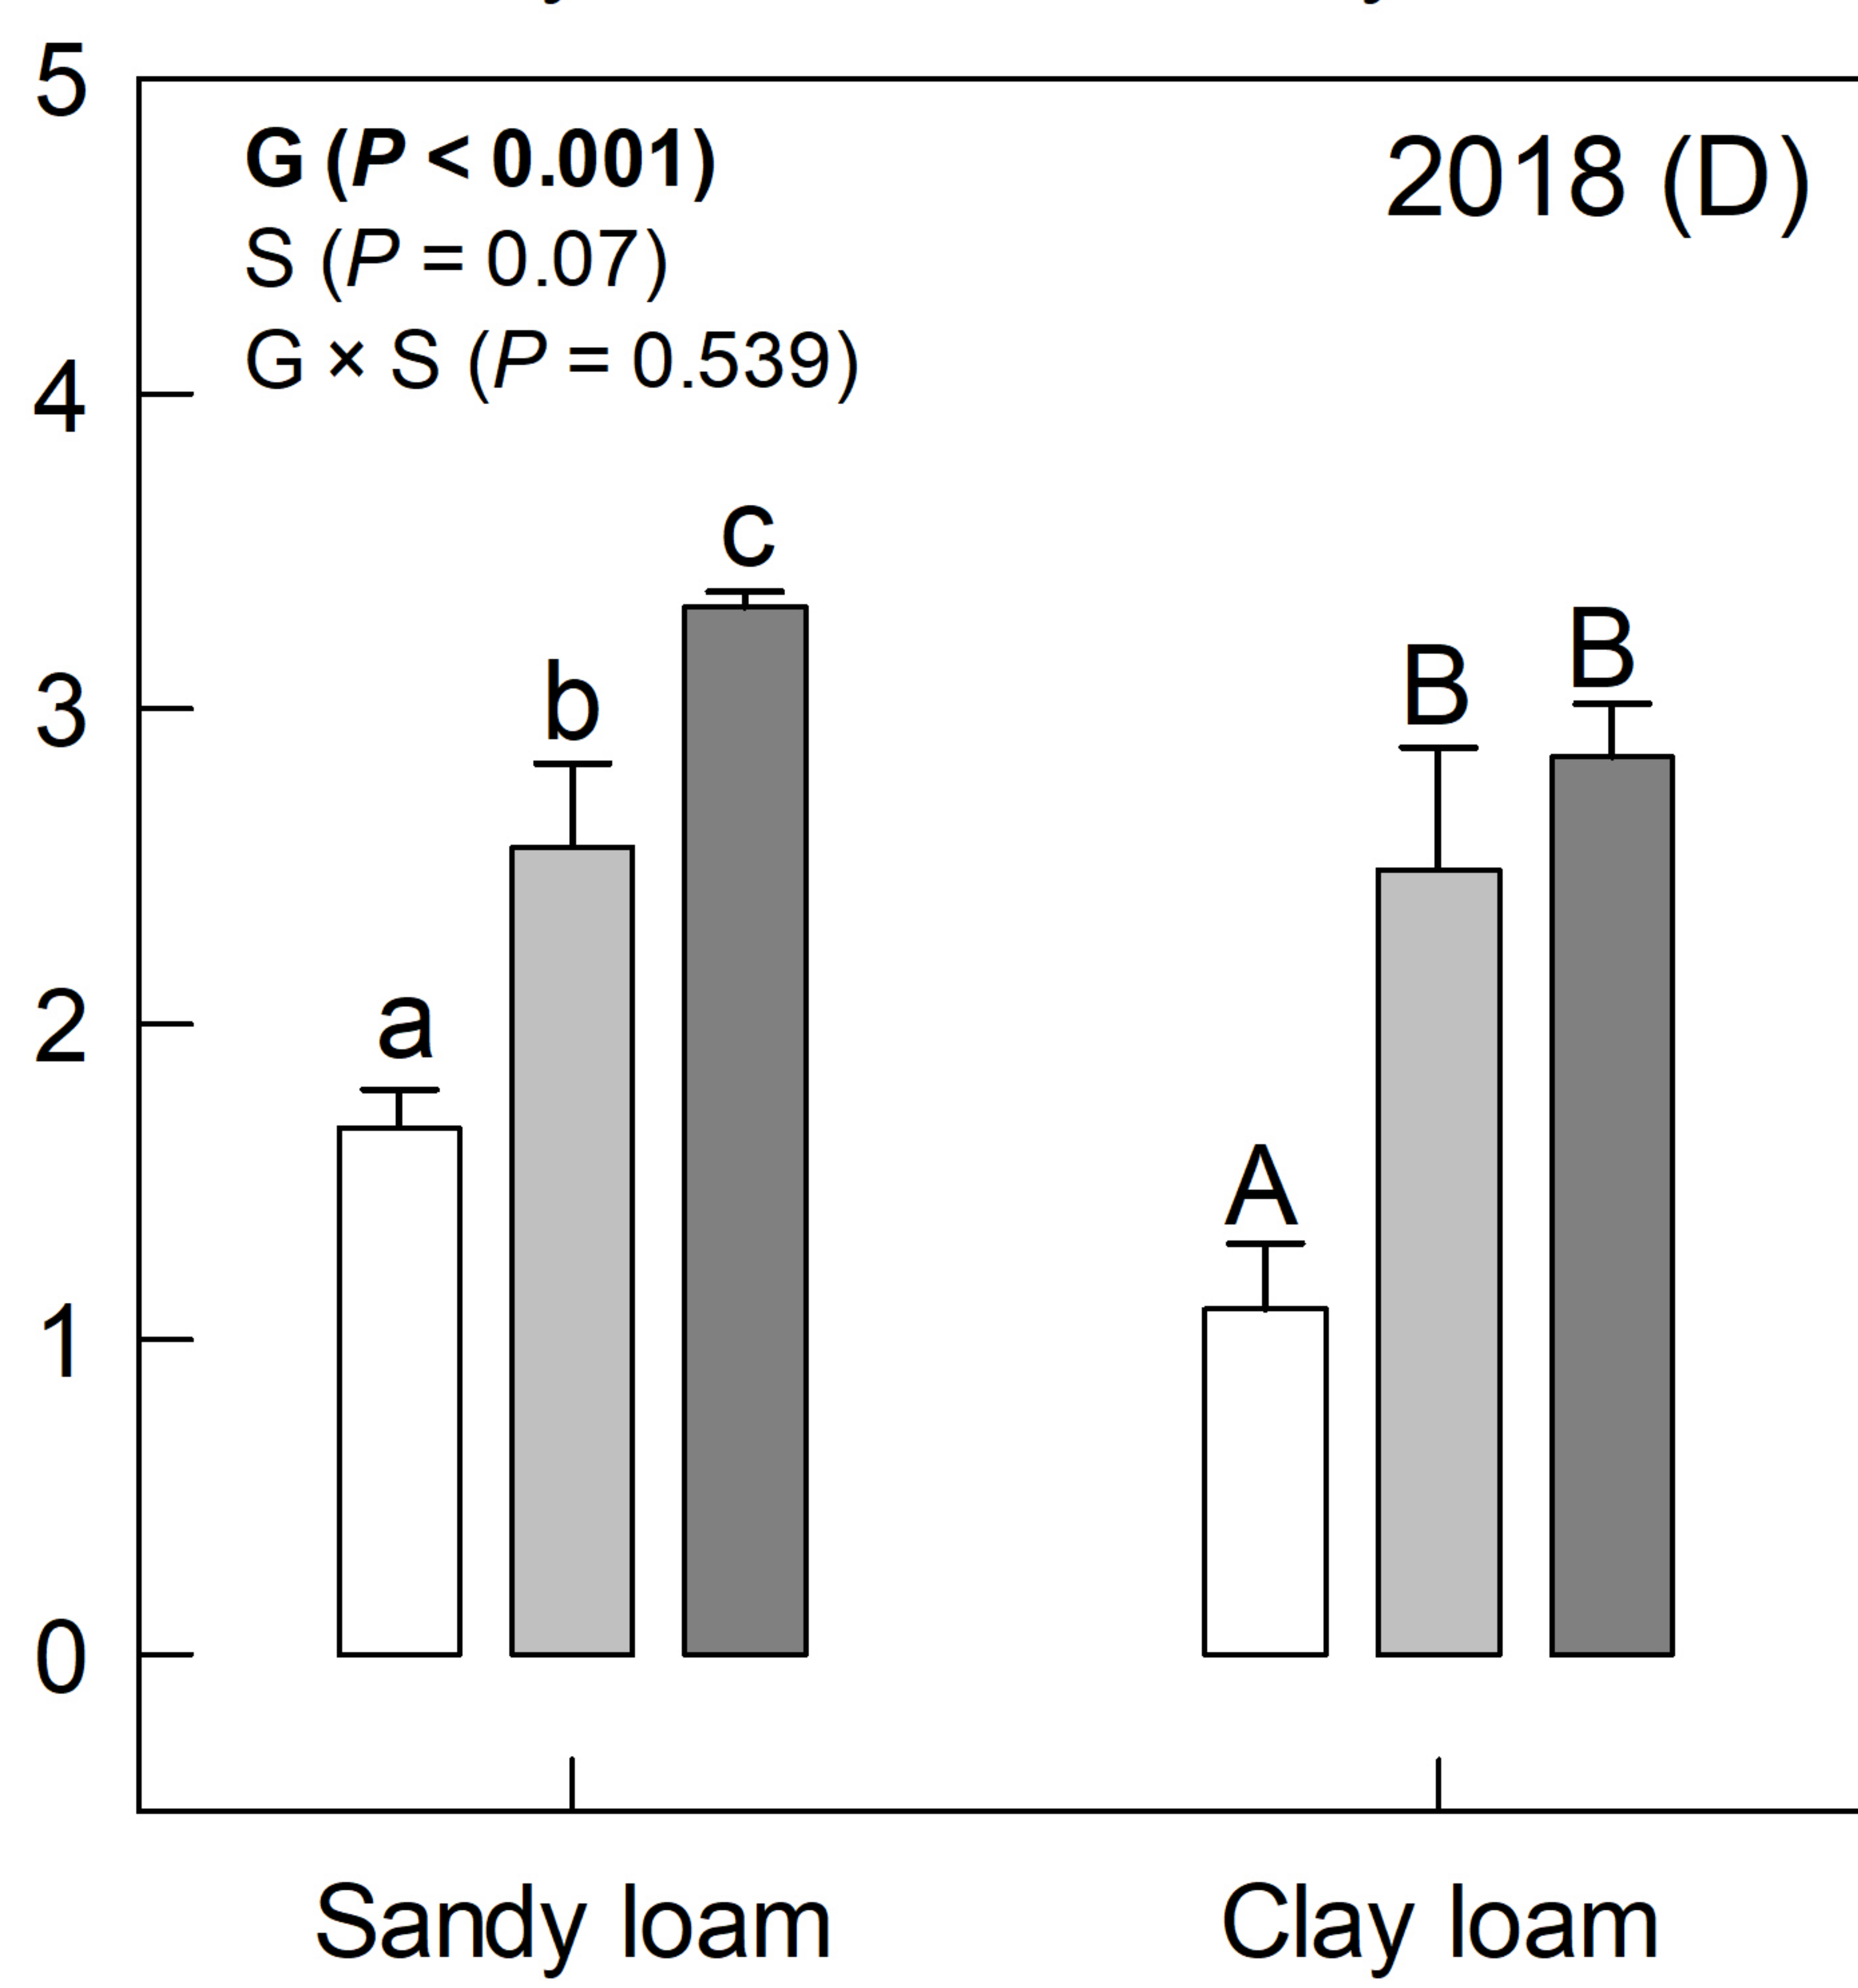 5
G (P < 0.001)
2018 (D)
S (P = 0.07)
G × S (P = 0.539)
4
c
3
b
B
B
2
a
A
1
0
Sandy loam
Clay loam